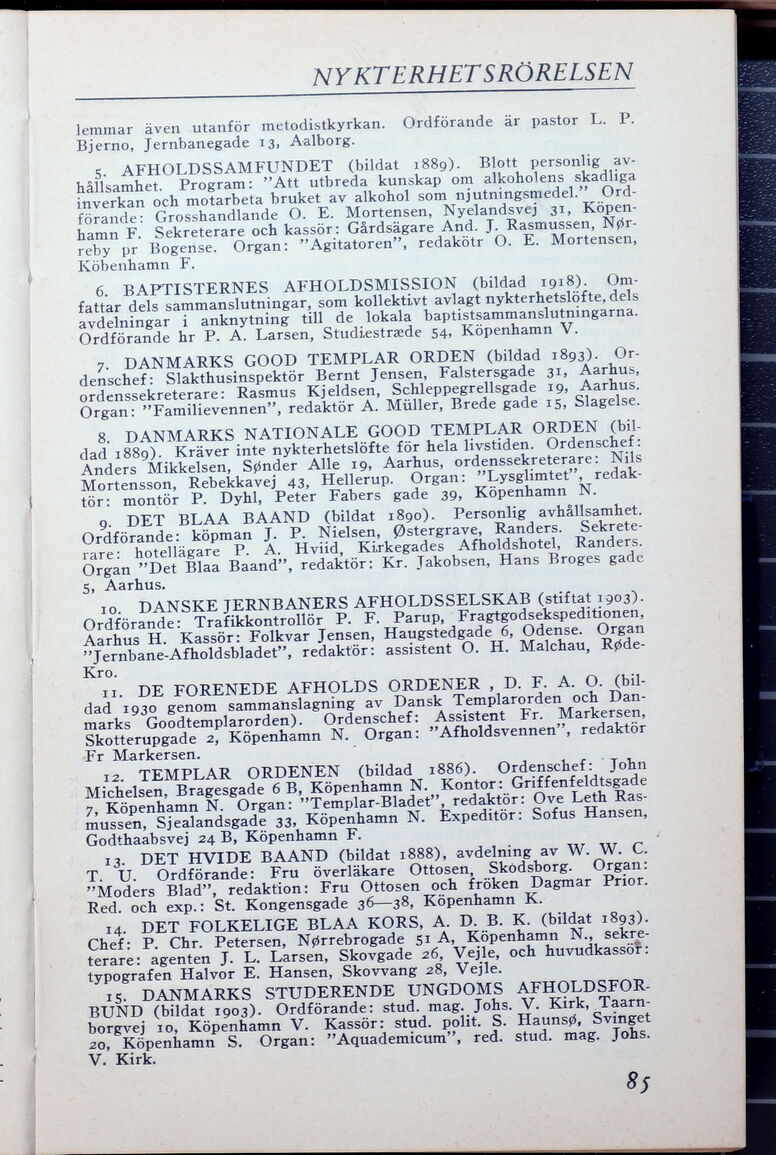 NYKTERHETSRÖRELSEN
lemmar även utanför metodistkyrkan. Ordförande är pastor L. P.
Bjerno, Jernbanegade 13, Aalborg.
5. AFHOLDSSAMFUNDET (bildat 1889). Blott personlig av-
hållsamhet. Program: ”Att utbreda kunskap om alkoholens skadliga
inverkan och motarbeta bruket av alkohol som njutningsmedel.” Ord-
förande: Grosshandlande O. E. Mortensen, Nyelandsvej 31, Köpen-
hamn F. Sekreterare och kassör: Gårdsägare And. J. Rasmussen, Nør-
reby pr Bogense. Organ: ”Agitatoren”, redakötr O. E. Mortensen,
Köbenhamn F.
6. BAPTISTERNES AFHOLDSMISSION (bildad 1918). Om-
fattar dels sammanslutningar, som kollektivt avlagt nykterhetslöfte, dels
avdelningar i anknytning till de lokala baptistsammanslutningarna.
Ordförande hr P. A. Larsen, Studiestræde 54, Köpenhamn V.
7. DANMARKS GOOD TEMPLAR ORDEN (bildad 1893). Or-
denschef: Slakthusinspektör Bernt Jensen, Falstersgade 31, Aarhus,
ordenssekreterare: Rasmus Kjeldsen, Schleppegrellsgade 19, Aarhus.
Organ: ”Familievennen”, redaktör A. Müller, Brede gade 15, Slagelse.
8. DANMARKS NATIONALE GOOD TEMPLAR ORDEN (bil-
dad 1889). Kräver inte nykterhetslöfte för hela livstiden. Ordenschef:
Anders Mikkelsen, Sønder Alle 19, Aarhus, ordenssekreterare: Nils
Mortensson, Rebekkavej 43, Hellerup. Organ: ”Lysglimtet”, redak-
tör: montör P. Dyhl, Peter Fabers gade 39, Köpenhamn N.
9. DET BLAA BAAND (bildat 1890). Personlig avhållsamhet.
Ordförande: köpman J. P. Nielsen, Østergrave, Randers. Sekrete-
rare: hotellägare P. A. Hviid, Kirkegades Afholdshotel, Randers.
Organ ”Det Blaa Baand”, redaktör: Kr. Jakobsen, Hans Broges gade
5, Aarhus.
10. DANSKE JERNBANERS AFHOLDSSELSKAB (stiftat 1903).
Ordförande: Trafikkontrollör P. F. Parup, Fragtgodsekspeditionen,
Aarhus H. Kassör: Folkvar Jensen, Haugstedgade 6, Odense. Organ
”Jernbane-Afholdsbladet”, redaktör: assistent O. H. Malchau, Røde-
Kro.
11. DE FORENEDE AFHOLDS ORDENER , D. F. A. O. (bil-
dad 1930 genom sammanslagning av Dansk Templarorden och Dan-
marks Goodtemplarorden). Ordenschef: Assistent Fr. Markersen,
Skotterupgade 2, Köpenhamn N. Organ: ”Afholdsvennen”, redaktör
Fr Markersen.
12. TEMPLAR ORDENEN (bildad 1886). Ordenschef: John
Michelsen, Bragesgade 6 B, Köpenhamn N. Kontor: Griffenfeldtsgade
7, Köpenhamn N. Organ: ”Templar-Bladet”, redaktör: Ove Leth Ras-
mussen, Sjealandsgade 33, Köpenhamn N. Expeditör: Sofus Hansen,
Godthaabsvej 24 B, Köpenhamn F.
13. DET HVIDE BAAND (bildat 1888), avdelning av W. W. C.
T. U. Ordförande: Fru överläkare Ottosen, Skodsborg. Organ:
”Moders Blad”, redaktion: Fru Ottosen och fröken Dagmar Prior.
Red. och exp.: St. Kongensgade 36—38, Köpenhamn K.
14. DET FOLKELIGE BLAA KORS, A. D. B. K. (bildat 1893).
Chef: P. Chr. Petersen, Nørrebrogade 51 A, Köpenhamn N., sekre-
terare: agenten J. L. Larsen, Skovgade 26, Vejle, och huvudkassör:
typografen Halvor E. Hansen, Skovvang 28, Vejle.
15. DANMARKS STUDERENDE UNGDOMS AFHOLDSFOR-
BUND (bildat 1903). Ordförande: stud. mag. Johs. V. Kirk, Taarn-
borgvej 10, Köpenhamn V. Kassör: stud. polit. S. Haunsø, Svinget
20, Köpenhamn S. Organ: ”Aquademicum”, red. stud. mag. Johs.
V. Kirk.
85